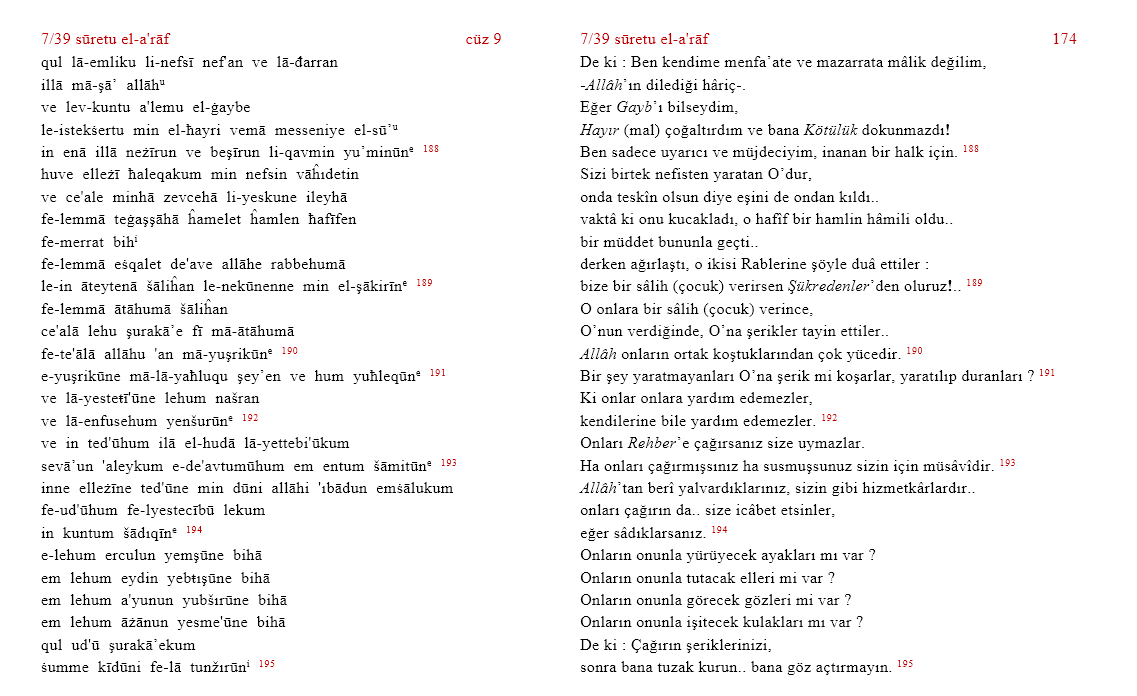 7/39 sūretu el-a'rāf cüz 9
qul lā-emliku li-nefsī nef'an ve lā-đarran
illā mā-şā’ allāhᵘ
ve lev-kuntu a'lemu el-ġaybe
le-istekṡertu min el-ħayri vemā messeniye el-sū’ᵘ
in enā illā neżīrun ve beşīrun li-qavmin yu’minūnᵉ 188
huve elleżī ħaleqakum min nefsin vāĥıdetin
ve ce'ale minhā zevcehā li-yeskune ileyhā
fe-lemmā teġaşşāhā ĥamelet ĥamlen ħafīfen
fe-merrat bihⁱ
fe-lemmā eṡqalet de'ave allāhe rabbehumā
le-in āteytenā šāliĥan le-nekūnenne min el-şākirīnᵉ 189
fe-lemmā ātāhumā šāliĥan
ce'alā lehu şurakā’e fī mā-ātāhumā
fe-te'ālā allāhu 'an mā-yuşrikūnᵉ 190
e-yuşrikūne mā-lā-yaħluqu şey’en ve hum yuħleqūnᵉ 191
ve lā-yesteŧī'ūne lehum našran
ve lā-enfusehum yenšurūnᵉ 192
ve in ted'ūhum ilā el-hudā lā-yettebi'ūkum
sevā’un 'aleykum e-de'avtumūhum em entum šāmitūnᵉ 193
inne elleżīne ted'ūne min dūni allāhi 'ıbādun emṡālukum
fe-ud'ūhum fe-lyestecībū lekum
in kuntum šādıqīnᵉ 194
e-lehum erculun yemşūne bihā
em lehum eydin yebŧışūne bihā
em lehum a'yunun yubšırūne bihā
em lehum āżānun yesme'ūne bihā
qul ud'ū şurakā’ekum
ṡumme kīdūni fe-lā tunžırūnⁱ 195
7/39 sūretu el-a'rāf 174
De ki : Ben kendime menfa’ate ve mazarrata mâlik değilim,
-Allâh’ın dilediği hâriç-.
Eğer Gayb’ı bilseydim,
Hayır (mal) çoğaltırdım ve bana Kötülük dokunmazdı!
Ben sadece uyarıcı ve müjdeciyim, inanan bir halk için. 188
Sizi birtek nefisten yaratan O’dur,
onda teskîn olsun diye eşini de ondan kıldı..
vaktâ ki onu kucakladı, o hafîf bir hamlin hâmili oldu..
bir müddet bununla geçti..
derken ağırlaştı, o ikisi Rablerine şöyle duâ ettiler :
bize bir sâlih (çocuk) verirsen Şükredenler’den oluruz!.. 189
O onlara bir sâlih (çocuk) verince,
O’nun verdiğinde, O’na şerikler tayin ettiler..
Allâh onların ortak koştuklarından çok yücedir. 190
Bir şey yaratmayanları O’na şerik mi koşarlar, yaratılıp duranları ? 191
Ki onlar onlara yardım edemezler,
kendilerine bile yardım edemezler. 192
Onları Rehber’e çağırsanız size uymazlar.
Ha onları çağırmışsınız ha susmuşsunuz sizin için müsâvîdir. 193
Allâh’tan berî yalvardıklarınız, sizin gibi hizmetkârlardır..
onları çağırın da.. size icâbet etsinler,
eğer sâdıklarsanız. 194
Onların onunla yürüyecek ayakları mı var ?
Onların onunla tutacak elleri mi var ?
Onların onunla görecek gözleri mi var ?
Onların onunla işitecek kulakları mı var ?
De ki : Çağırın şeriklerinizi,
sonra bana tuzak kurun.. bana göz açtırmayın. 195